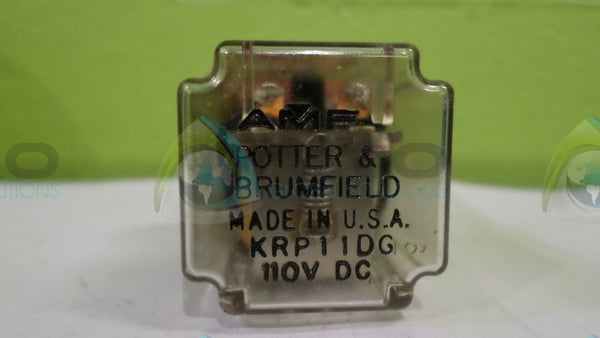 AMF
POTTER &
BRUMFIELD
MADE IN U.S.A.
KRP11DG
110V DC